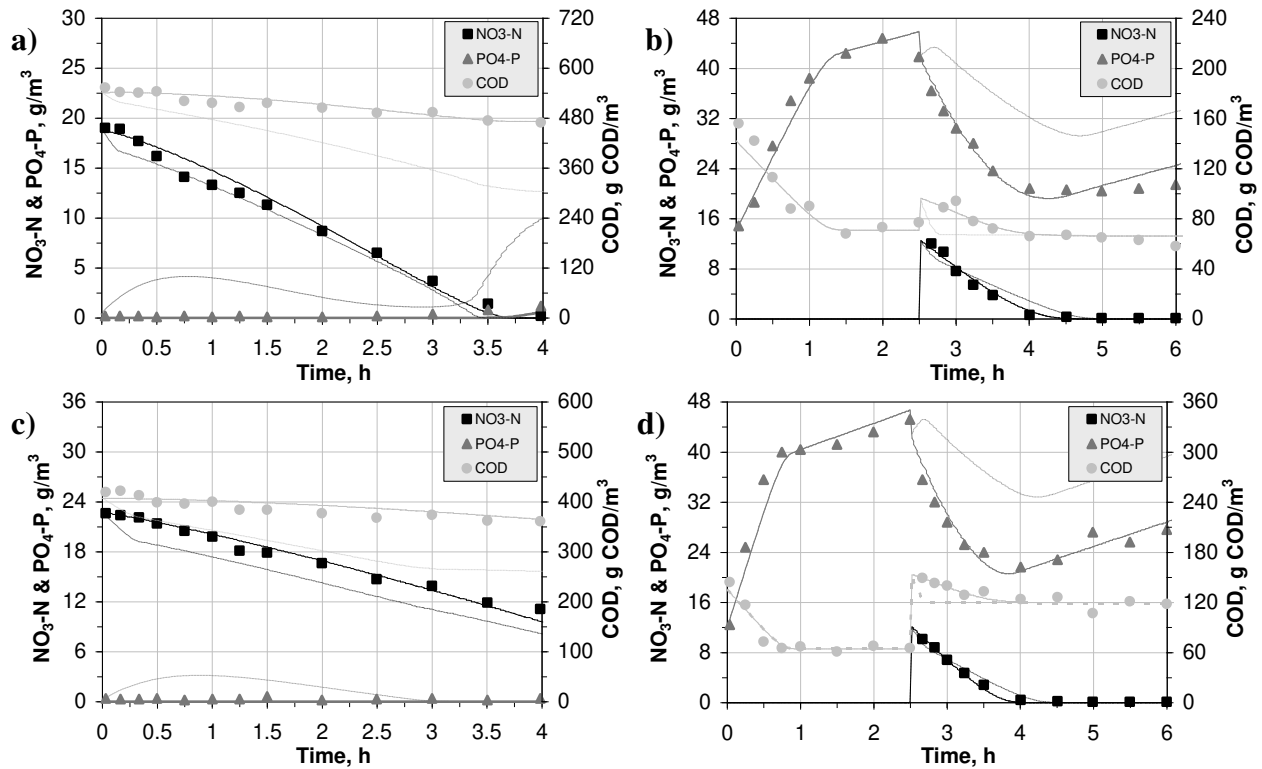 a)
NO3-N & PO4-P, g/m³
30
25
20
15
10
5
0
0 0.5 1 1.5 2 2.5 3 3.5 4
Time, h
720
600
480
360
240
120
0
COD, g COD/m³
NO3-N
PO4-P
COD
b)
NO3-N & PO4-P, g/m³
48
40
32
24
16
8
0
0 1 2 3 4 5 6
Time, h
240
200
160
120
80
40
0
COD, g COD/m³
NO3-N
PO4-P
COD
c)
NO3-N & PO4-P, g/m³
36
30
24
18
12
6
0
0 0.5 1 1.5 2 2.5 3 3.5 4
Time, h
600
500
400
300
200
100
0
COD, g COD/m³
NO3-N
PO4-P
COD
d)
NO3-N & PO4-P, g/m³
48
40
32
24
16
8
0
0 1 2 3 4 5 6
Time, h
360
300
240
180
120
60
0
COD, g COD/m³
NO3-N
PO4-P
COD